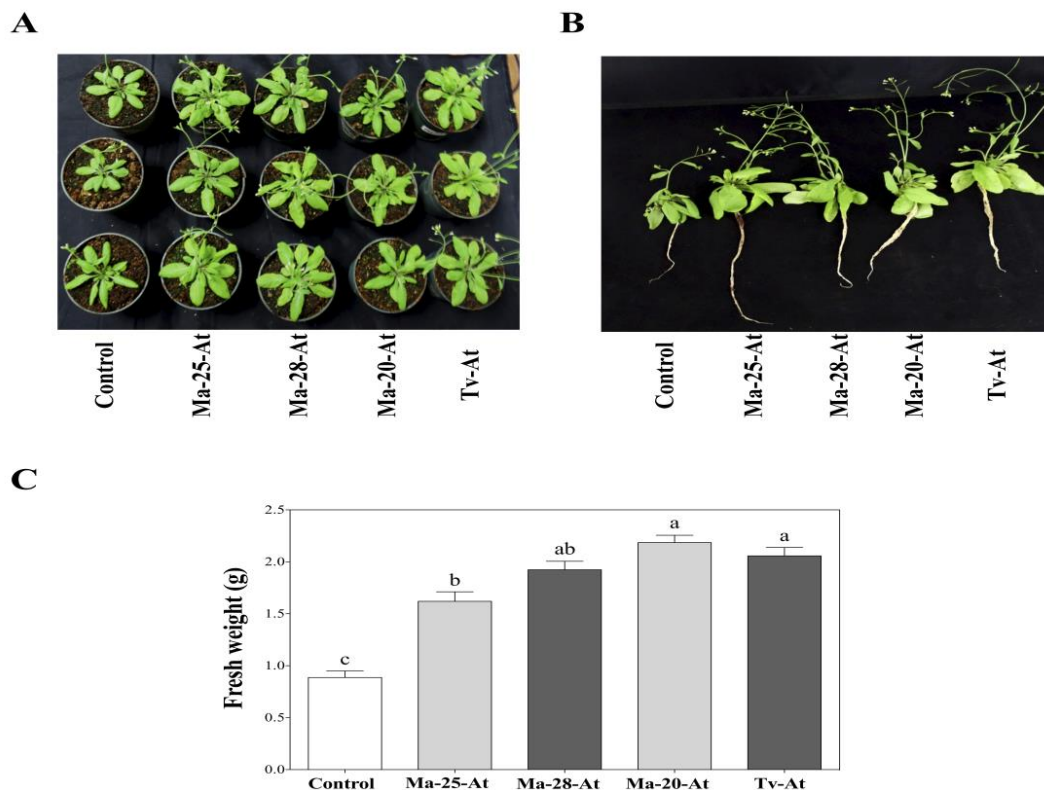 A
B
Control
Ma-25-At
Ma-28-At
Ma-20-At
Tv-At
Control
Ma-25-At
Ma-28-At
Ma-20-At
Tv-At
C
Fresh weight (g)
2.5
2.0
1.5
1.0
0.5
0.0
c
b
ab
a
a
Control
Ma-25-At
Ma-28-At
Ma-20-At
Tv-At